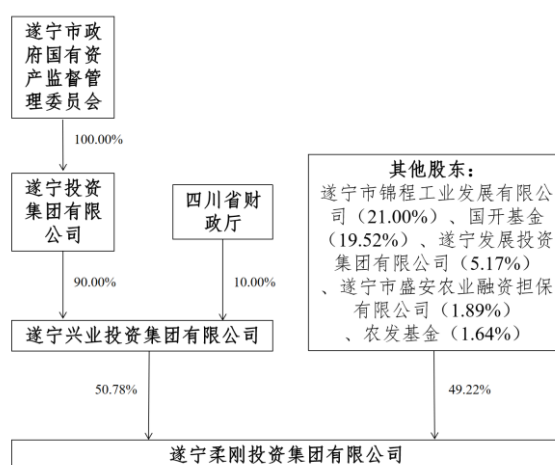 遂宁市政
府国有资
产监督管
理委员会
100.00%
遂宁投资
集团有限
公司
四川省财
政厅
其他股东：
遂宁市锦程工业发展有限公
司（21.00%）、国开基金
（19.52%）、遂宁发展投资
集团有限公司（5.17%）
、遂宁市盛安农业融资担保
有限公司（1.89%）
、农发基金（1.64%）
90.00%
10.00%
遂宁兴业投资集团有限公司
50.78%
49.22%
遂宁柔刚投资集团有限公司